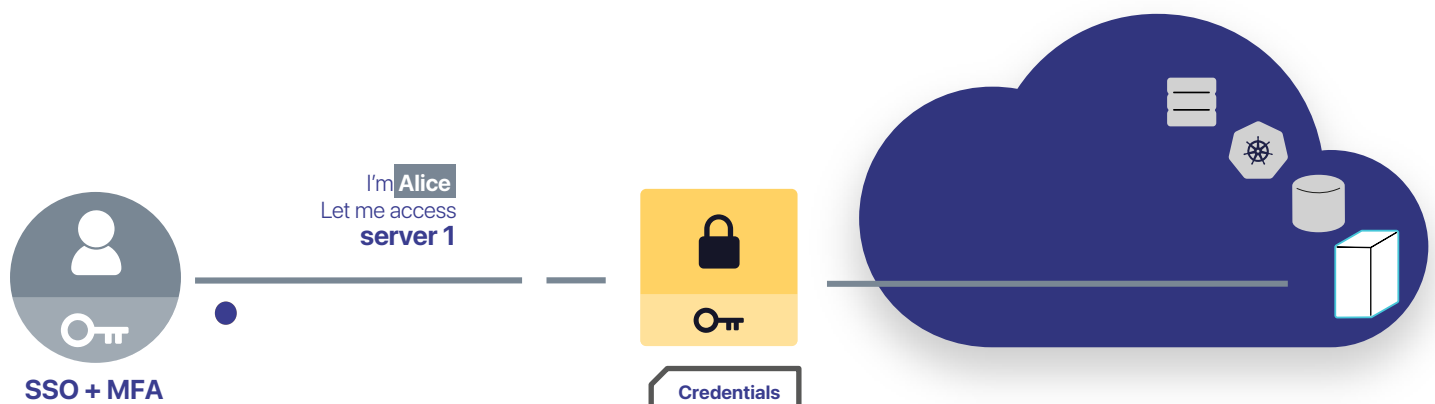 I'm Alice
Let me access
server 1
SSO + MFA
Credentials